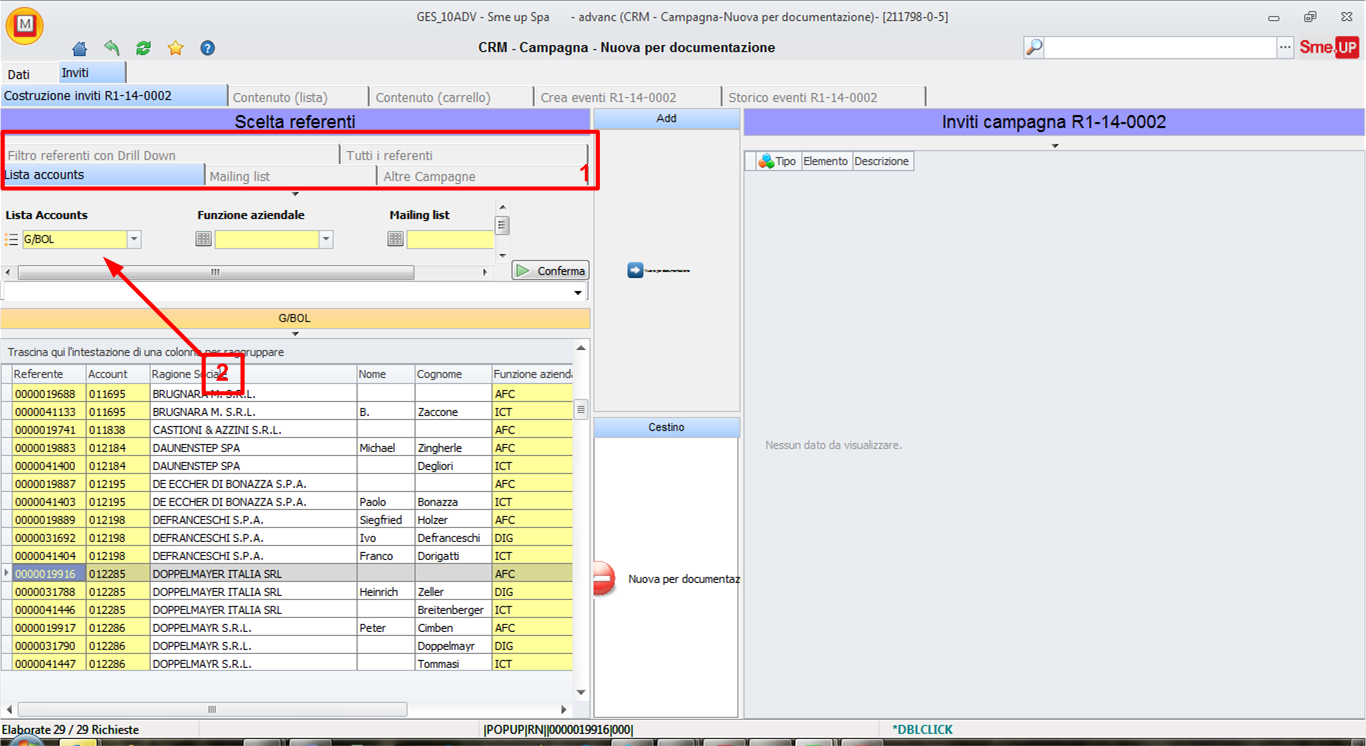 M
GES_10ADV - Sme up Spa - advanc (CRM - Campagna-Nuova per documentazione)- [211798-0-5]
CRM - Campagna - Nuova per documentazione
Sme.UP
Dati Inviti
Costruzione inviti R1-14-0002 Contenuto (lista) Contenuto (carrello) Crea eventi R1-14-0002 Storico eventi R1-14-0002
Scelta referenti
Filtro referenti con Drill Down Tutti i referenti
Lista accounts Mailing list Altre Campagne
1
Lista Accounts Funzione aziendale Mailing list
G/BOL
Conferma
G/BOL
Trascina qui l'intestazione di una colonna per raggruppare
2
Referente Account Ragione Nome Cognome Funzione azienda
0000019688 011695 BRUGNARA M. S.R.L. AFC
0000041133 011695 BRUGNARA M. S.R.L. B. Zaccone ICT
0000019741 011838 CASTIONI & AZZINI S.R.L. AFC
0000019883 012184 DAUNENSTEP SPA Michael Zingherle AFC
0000041400 012184 DAUNENSTEP SPA Degliori ICT
0000019887 012195 DE ECCHER DI BONAZZA S.P.A. AFC
0000041403 012195 DE ECCHER DI BONAZZA S.P.A. Paolo Bonazza ICT
0000019889 012198 DEFRANCESCHI S.P.A. Siegfried Holzer AFC
0000031692 012198 DEFRANCESCHI S.P.A. Ivo Defranceschi DIG
0000041404 012198 DEFRANCESCHI S.P.A. Franco Dorigatti ICT
0000019916 012285 DOPPELMAYER ITALIA SRL AFC
0000031788 012285 DOPPELMAYER ITALIA SRL Heinrich Zeller DIG
0000041446 012285 DOPPELMAYER ITALIA SRL Breitenberger ICT
0000019917 012286 DOPPELMAYR S.R.L. Peter Cimben AFC
0000031790 012286 DOPPELMAYR S.R.L. Doppelmayr DIG
0000041447 012286 DOPPELMAYR S.R.L. Tommasi ICT
Add
Cestino
Nuova per documentaz
Inviti campagna R1-14-0002
Tipo Elemento Descrizione
Nessun dato da visualizzare.
Elaborate 29 / 29 Richieste |POPUP|RN||0000019916|000| *DBLCLICK